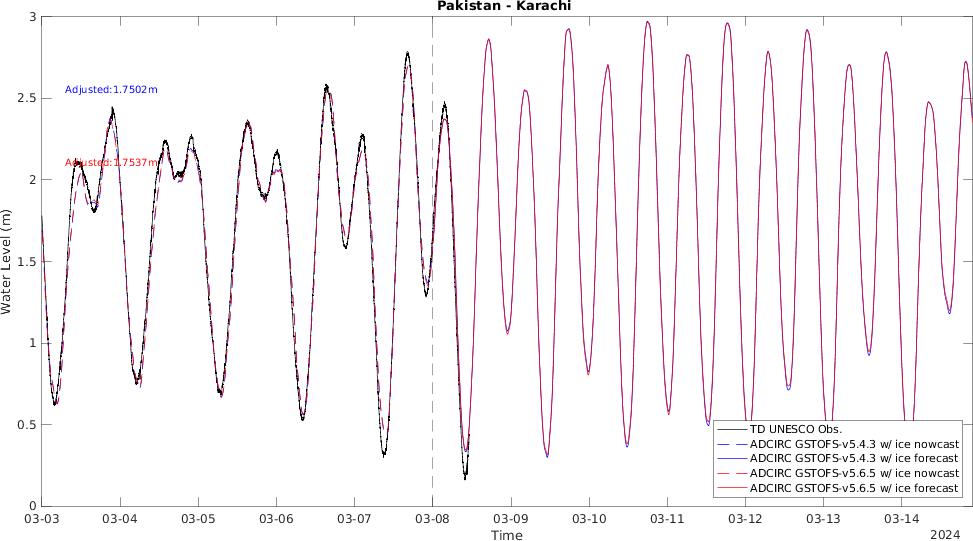 Pakistan - Karachi
3
2.5
2
1.5
1
0.5
0
Water Level (m)
Adjusted:1.7502m
Adjusted:1.7537m
TD UNESCO Obs.
ADCIRC GSTOFS-v5.4.3 w/ ice nowcast
ADCIRC GSTOFS-v5.4.3 w/ ice forecast
ADCIRC GSTOFS-v5.6.5 w/ ice nowcast
ADCIRC GSTOFS-v5.6.5 w/ ice forecast
03-03 03-04 03-05 03-06 03-07 03-08 03-09 03-10 03-11 03-12 03-13 03-14
Time
2024